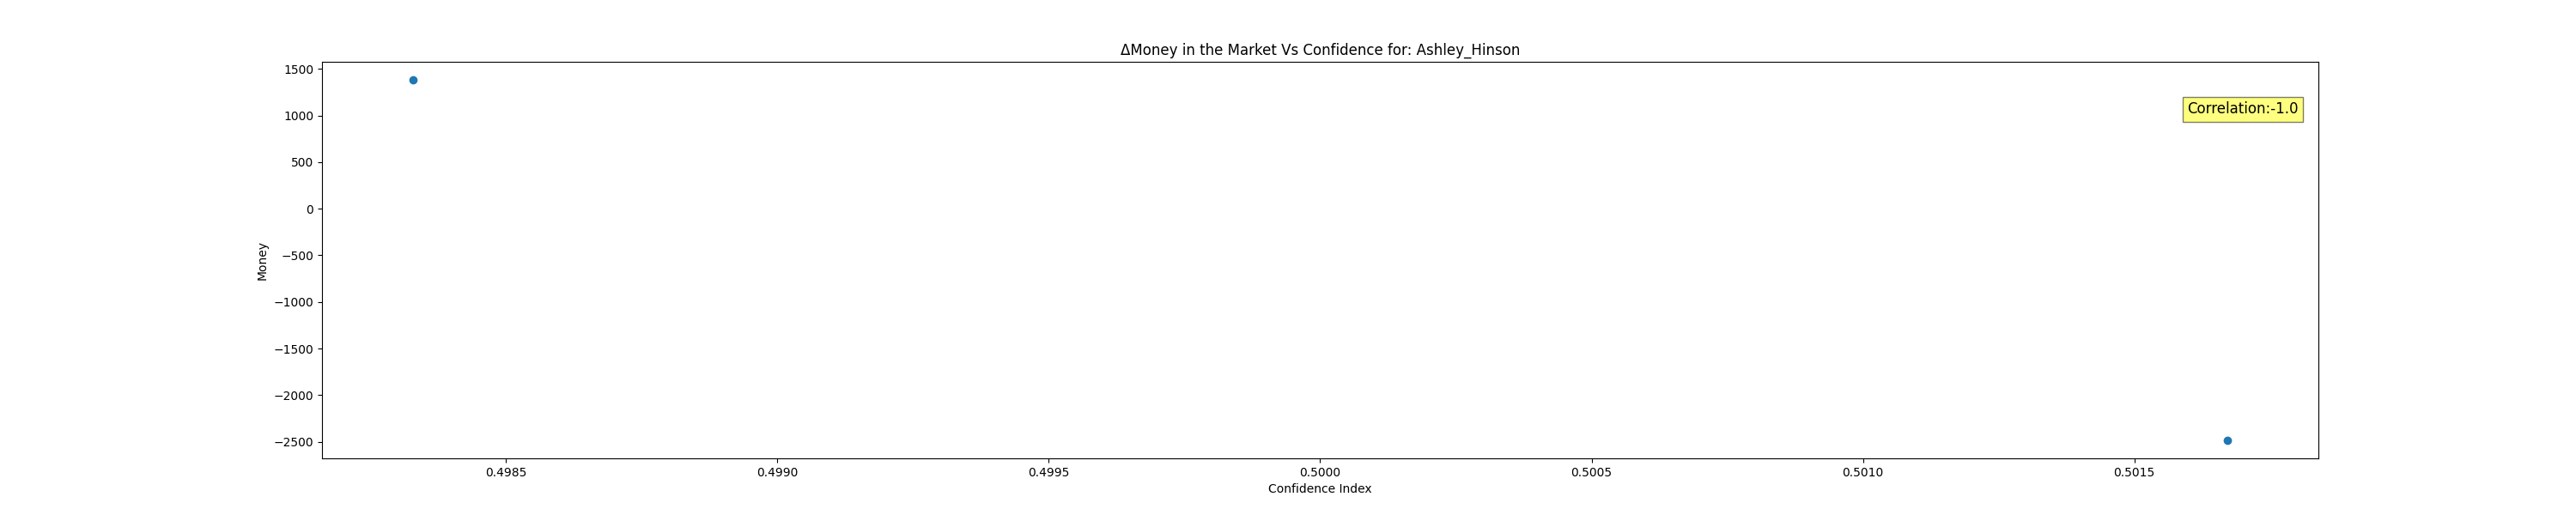 ΔMoney in the Market Vs Confidence for: Ashley_Hinson
1500
1000
500
0
−500
−1000
−1500
−2000
−2500
Money
Correlation:-1.0
0.4985 0.4990 0.4995 0.5000 0.5005 0.5010 0.5015
Confidence Index